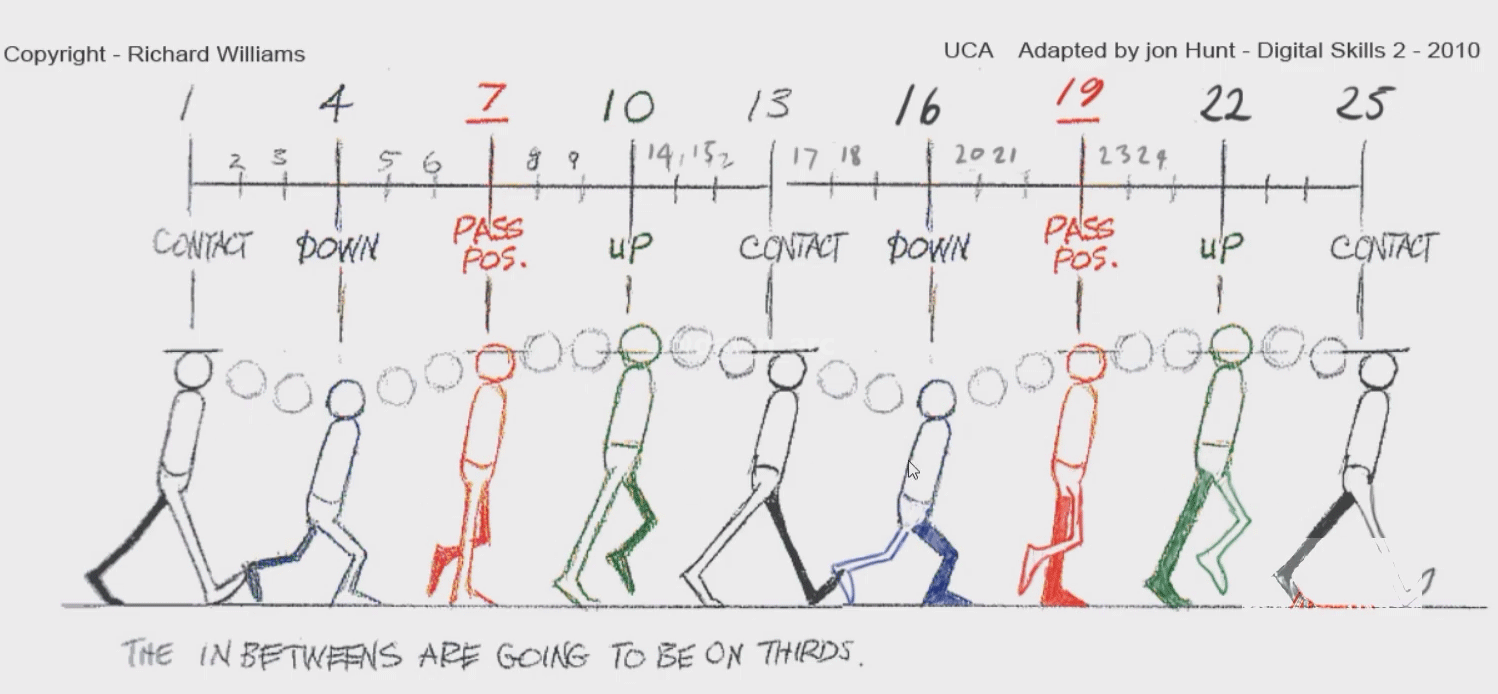 Copyright - Richard Williams
UCA Adapted by jon Hunt - Digital Skills 2 - 2010
1 4 7 10 13 16 19 22 25
2 3 5 6 8 9 14, 152 17 18 20 21 23 24
CONTACT DOWN PASS POS. UP CONTACT DOWN PASS POS. UP CONTACT
THE INBETWEENS ARE GOING TO BE ON THIRDS.